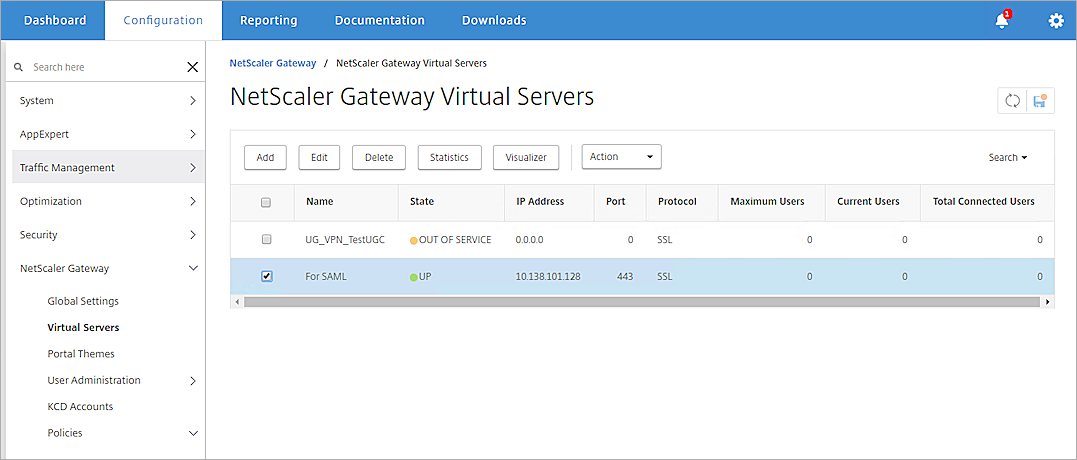 Dashboard Configuration Reporting Documentation Downloads 1
Search here
System
AppExpert
Traffic Management
Optimization
Security
NetScaler Gateway
Global Settings
Virtual Servers
Portal Themes
User Administration
KCD Accounts
Policies
NetScaler Gateway / NetScaler Gateway Virtual Servers
NetScaler Gateway Virtual Servers
Add Edit Delete Statistics Visualizer Action Search
Name State IP Address Port Protocol Maximum Users Current Users Total Connected Users
UG_VPN_TestUGC OUT OF SERVICE 0.0.0.0 0 SSL 0 0 0
For SAML UP 10.138.101.128 443 SSL 0 0 0